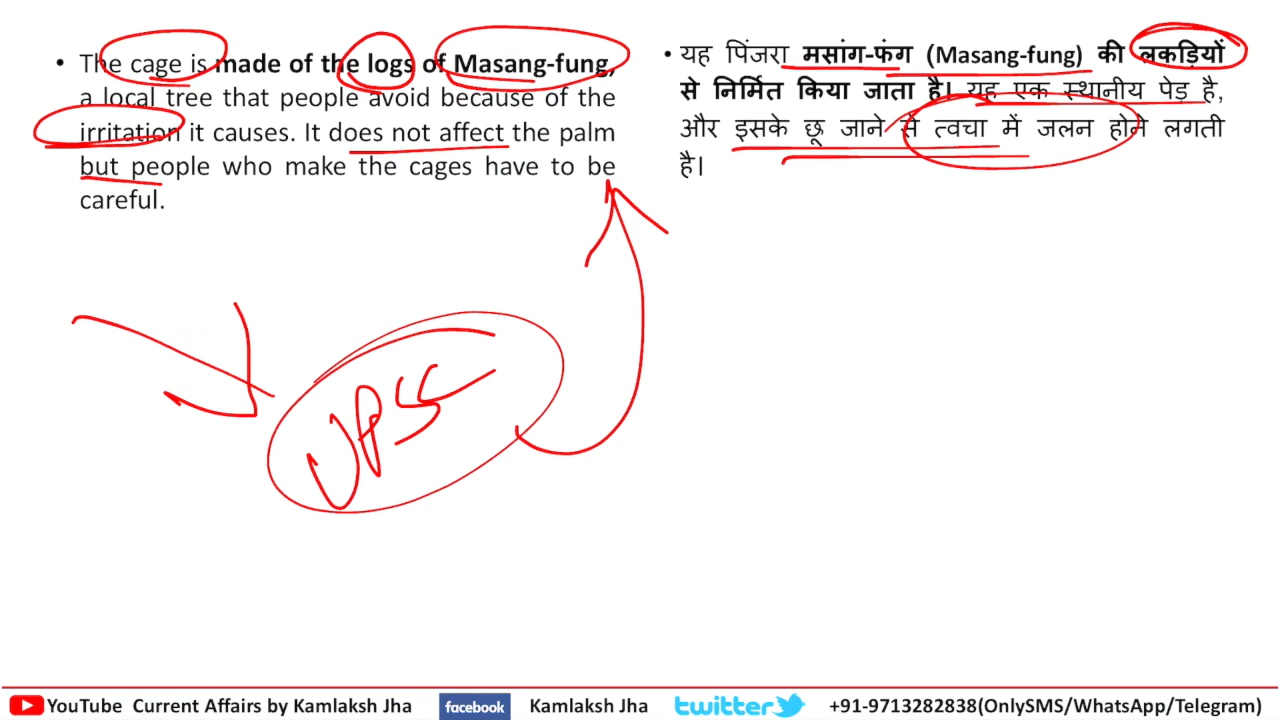 • The cage is made of the logs of Masang-fung,
a local tree that people avoid because of the
irritation it causes. It does not affect the palm
but people who make the cages have to be
careful.
• यह पिंजरा मसांग-फंग (Masang-fung) की लकड़ियों
से निर्मित किया जाता है। यह एक स्थानीय पेड़ है,
और इसके छू जाने से त्वचा में जलन होने लगती
है।
UPSC
YouTube Current Affairs by Kamlaksh Jha
facebook Kamlaksh Jha
twitter +91-9713282838(OnlySMS/WhatsApp/Telegram)